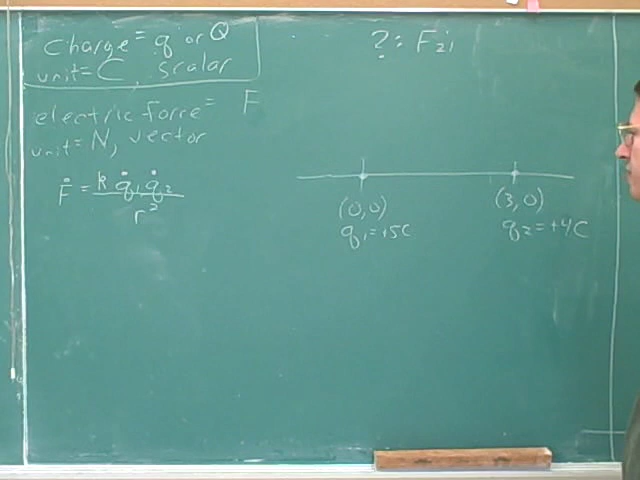 charge = q or Q
unit = C, scalar
electric force = F
unit = N, vector
F = k q₁ q₂
r²
?: F₂₁
(0,0)
q₁ = +5C
(3,0)
q₂ = +4C